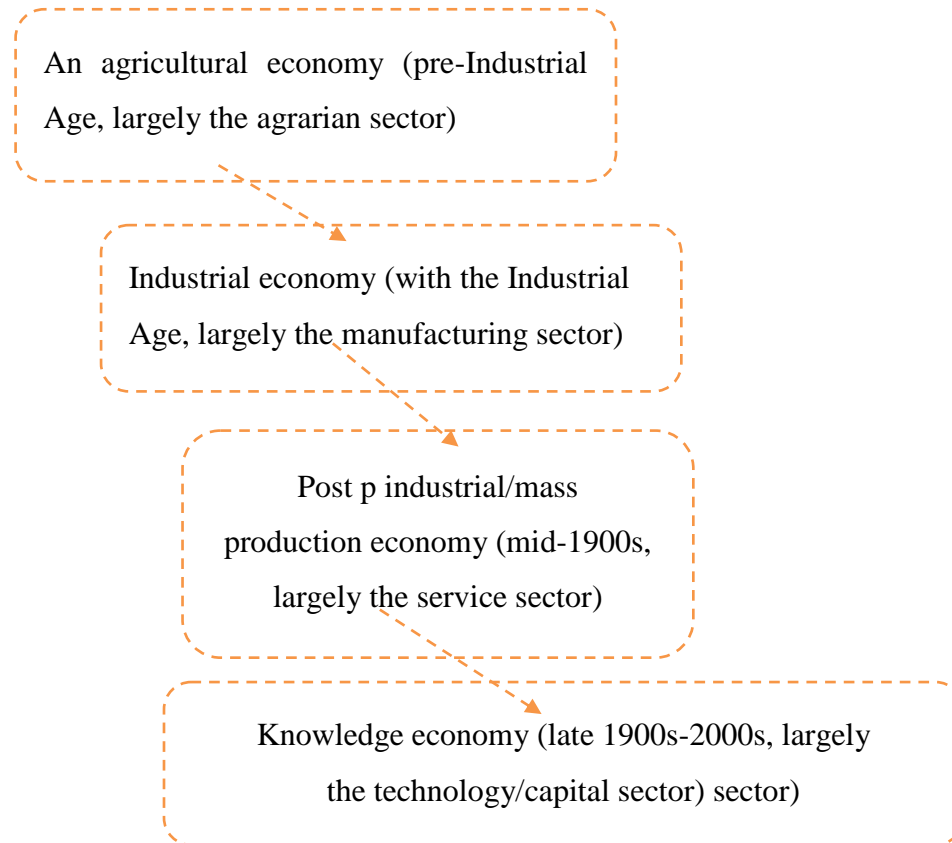 An agricultural economy (pre-Industrial
Age, largely the agrarian sector)
Industrial economy (with the Industrial
Age, largely the manufacturing sector)
Post p industrial/mass
production economy (mid-1900s,
largely the service sector)
Knowledge economy (late 1900s-2000s, largely
the technology/capital sector) sector)